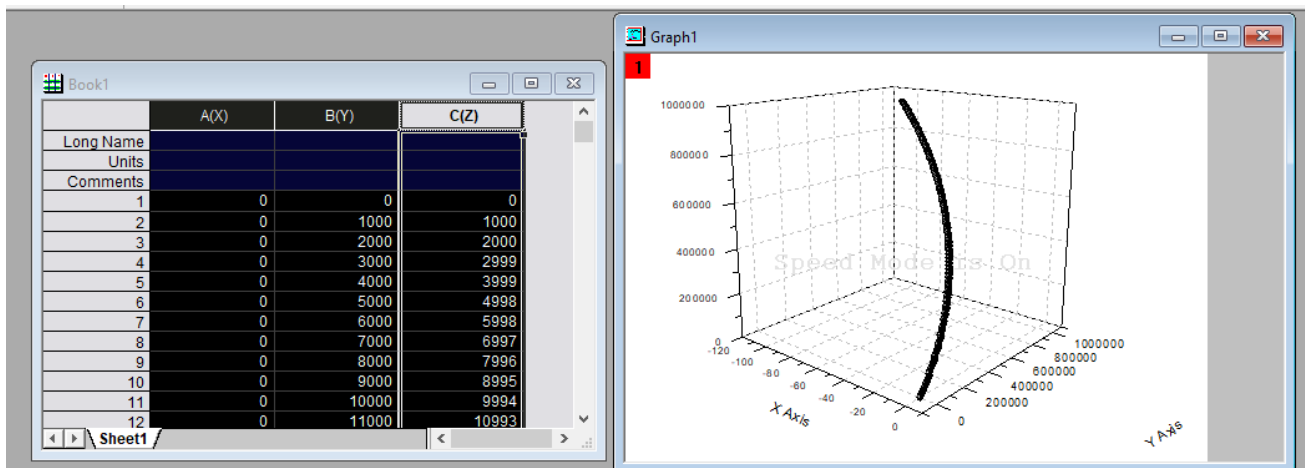 Book1
A(X) B(Y) C(Z)
Long Name
Units
Comments
1 0 0 0
2 0 1000 1000
3 0 2000 2000
4 0 3000 2999
5 0 4000 3999
6 0 5000 4998
7 0 6000 5998
8 0 7000 6997
9 0 8000 7996
10 0 9000 8995
11 0 10000 9994
12 0 11000 10993
Sheet1
Graph1
1
1000000
800000
600000
400000
200000
0
Speed Mode is On
-120
-100
-80
-60
-40
-20
0
X Axis
0
200000
400000
600000
800000
1000000
Y Axis